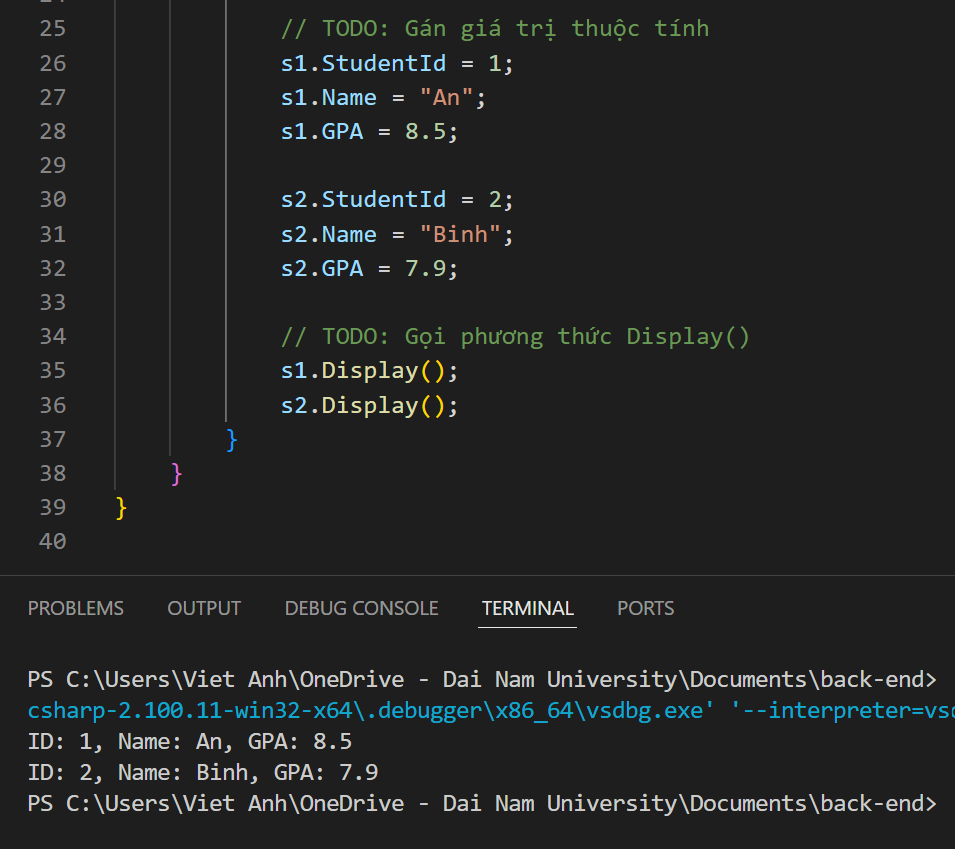 25 // TODO: Gán giá trị thuộc tính
26 s1.StudentId = 1;
27 s1.Name = "An";
28 s1.GPA = 8.5;
29
30 s2.StudentId = 2;
31 s2.Name = "Binh";
32 s2.GPA = 7.9;
33
34 // TODO: Gọi phương thức Display()
35 s1.Display();
36 s2.Display();
37 }
38 }
39 }
40
PROBLEMS OUTPUT DEBUG CONSOLE TERMINAL PORTS
PS C:\Users\Viet Anh\OneDrive - Dai Nam University\Documents\back-end>
csharp-2.100.11-win32-x64\.debugger\x86_64\vsdbg.exe' '--interpreter=vsc
ID: 1, Name: An, GPA: 8.5
ID: 2, Name: Binh, GPA: 7.9
PS C:\Users\Viet Anh\OneDrive - Dai Nam University\Documents\back-end>